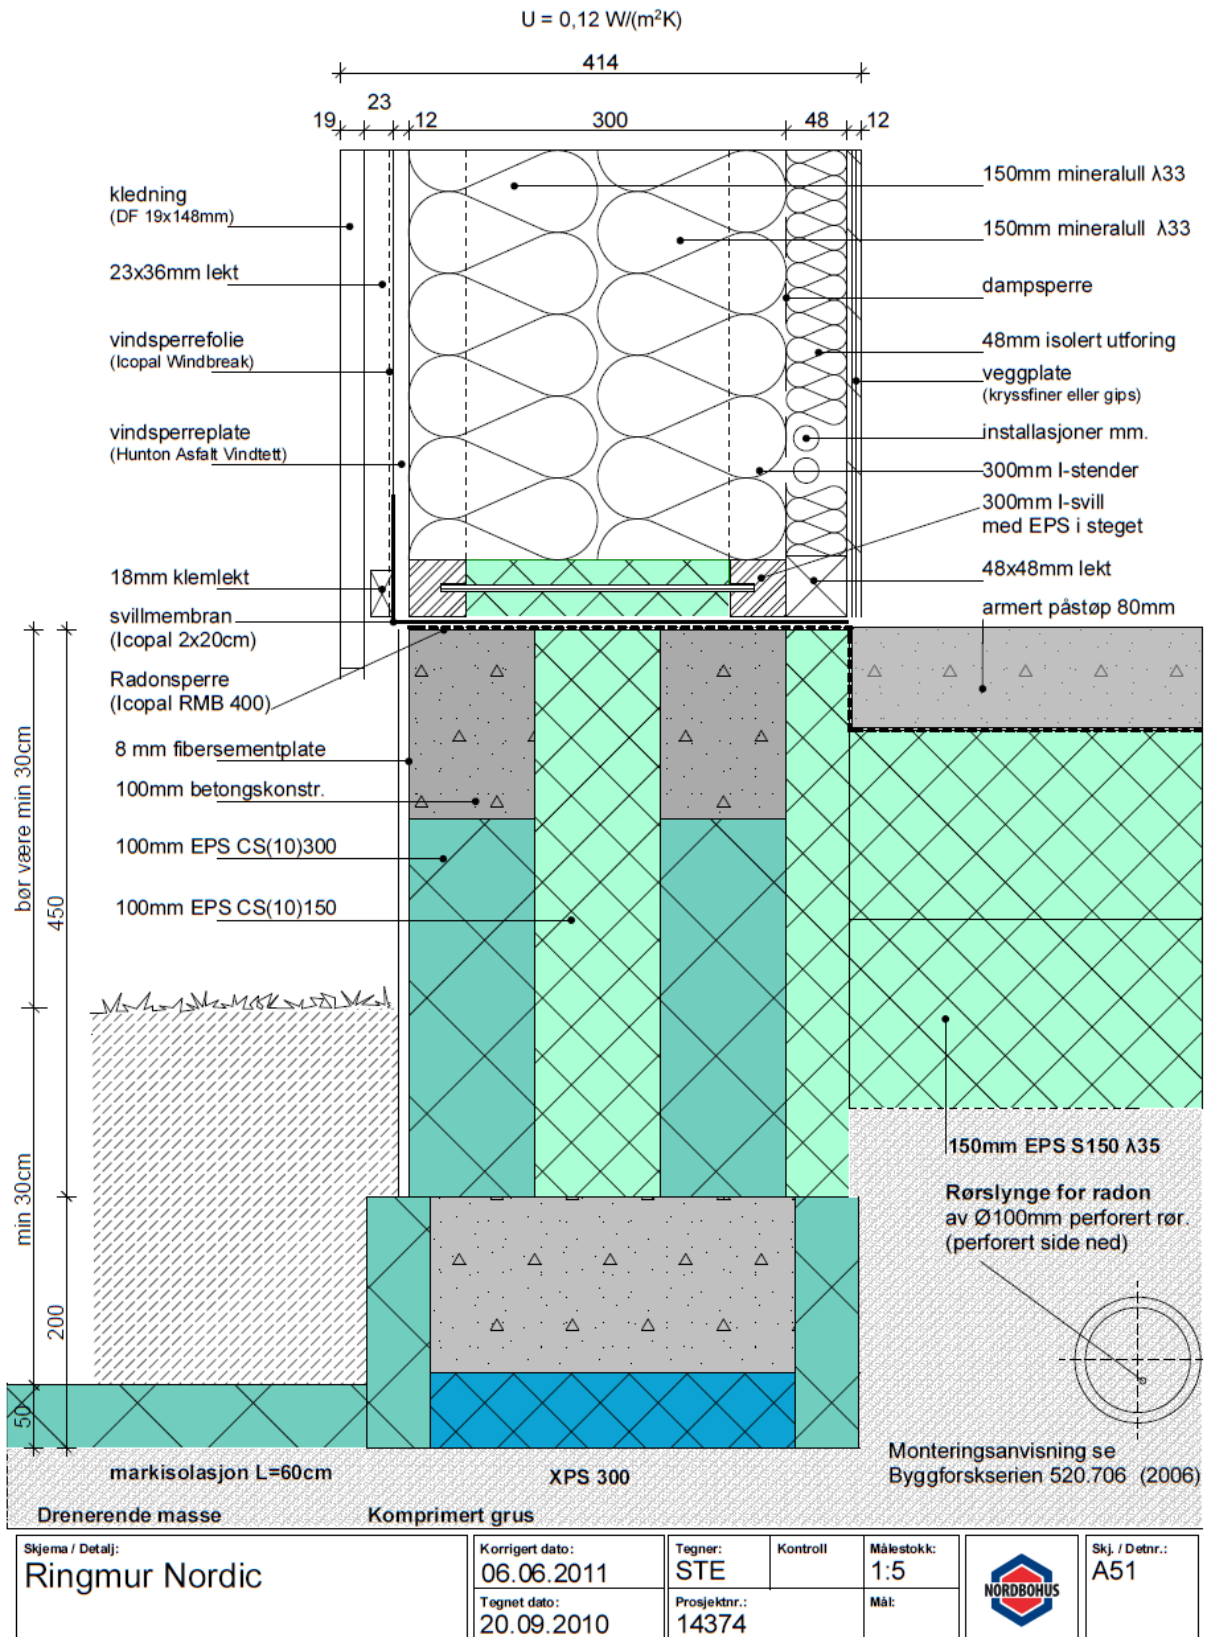 U = 0,12 W/(m²K)
414
19
23
12
300
48
12
kledning
(DF 19x148mm)
23x36mm lekt
vindsperrefolie
(Icopal Windbreak)
vindsperreplate
(Hunton Asfalt Vindtett)
18mm klemlekt
svillmembran
(Icopal 2x20cm)
Radonsperre
(Icopal RMB 400)
8 mm fibersementplate
100mm betongskonstr.
100mm EPS CS(10)300
100mm EPS CS(10)150
150mm mineralull λ33
150mm mineralull λ33
dampsperre
48mm isolert utforing
veggplate
(kryssfiner eller gips)
installasjoner mm.
300mm I-stender
300mm I-svill
med EPS i steget
48x48mm lekt
armert påstøp 80mm
bør være min 30cm
450
min 30cm
200
50
150mm EPS S150 λ35
Rørslynge for radon
av Ø100mm perforert rør.
(perforert side ned)
Monteringsanvisning se
Byggforskserien 520.706 (2006)
markisolasjon L=60cm
XPS 300
Drenerende masse
Komprimert grus
Skjema / Detalj:
Ringmur Nordic
Korrigert dato:
06.06.2011
Tegnet dato:
20.09.2010
Tegner:
STE
Kontroll
Prosjektnr.:
14374
Målestokk:
1:5
Mål:
NORDBOHUS
Skj. / Detnr.:
A51